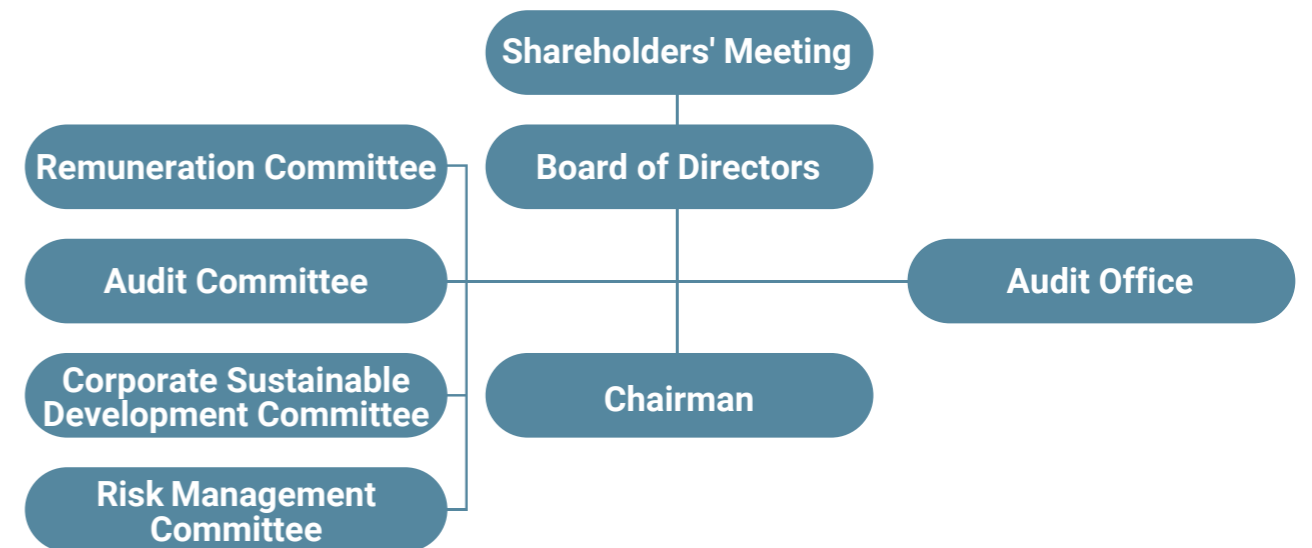 Shareholders' Meeting
Remuneration Committee
Board of Directors
Audit Committee
Audit Office
Corporate Sustainable
Development Committee
Chairman
Risk Management
Committee